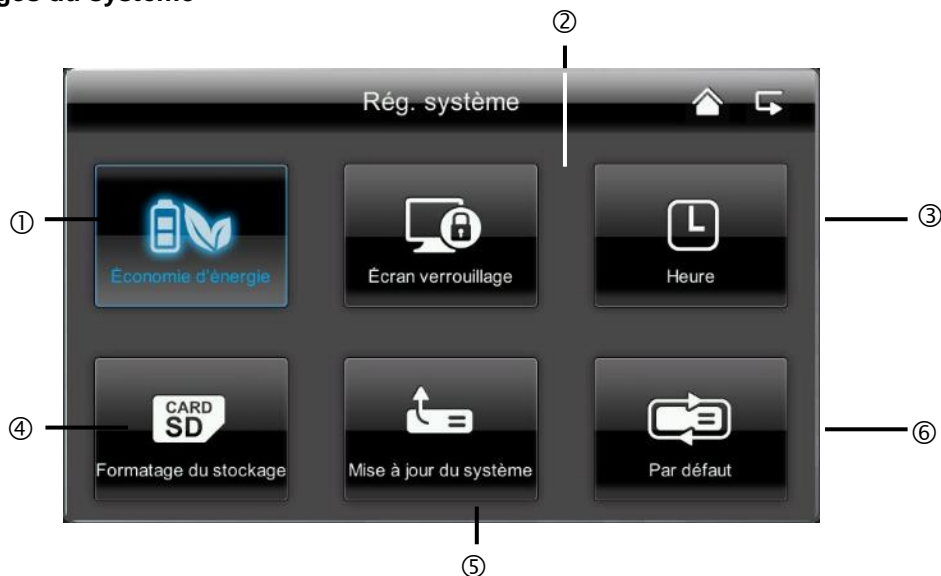 ges du système
②
Rég. système
①
③
Économie d'énergie
Écran verrouillage
Heure
CARD
SD
④
⑥
Formatage du stockage
Mise à jour du système
Par défaut
⑤